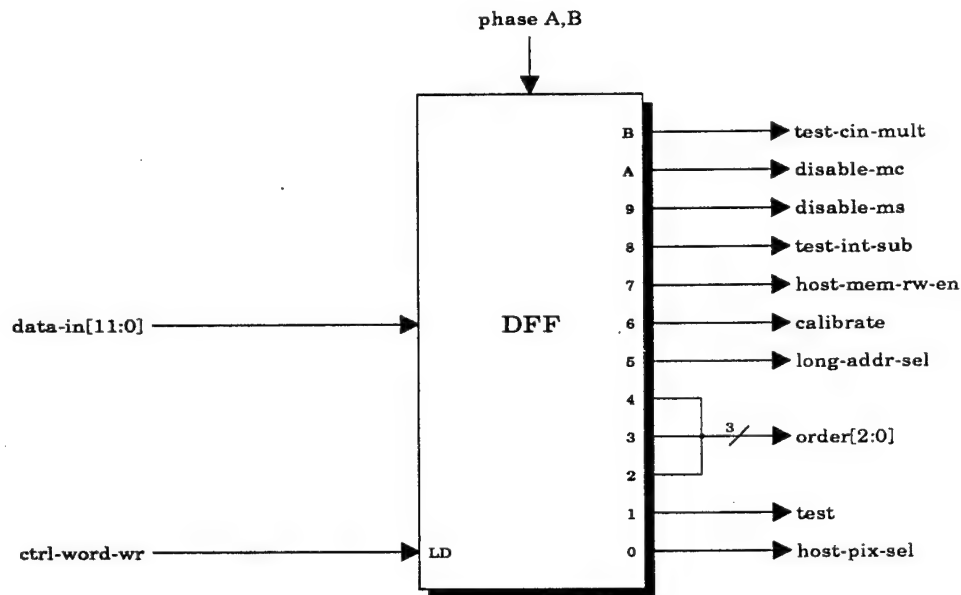 phase A,B
B test-cin-mult
A disable-mc
9 disable-ms
8 test-int-sub
7 host-mem-rw-en
data-in[11:0] DFF 6 calibrate
5 long-addr-sel
4
3 3 order[2:0]
2
1 test
ctrl-word-wr LD 0 host-pix-sel